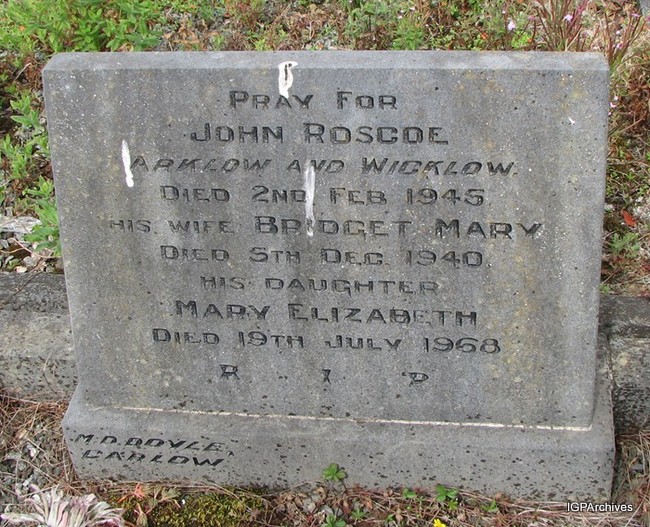 PRAY FOR
JOHN ROSCOE
ARKLOW AND WICKLOW.
DIED 2ND FEB 1945.
HIS WIFE BRIDGET MARY
DIED 5TH DEC. 1940.
HIS DAUGHTER
MARY ELIZABETH
DIED 19TH JULY 1968
R . I . P
M.D. DOYLE,
CARLOW
IGPArchives